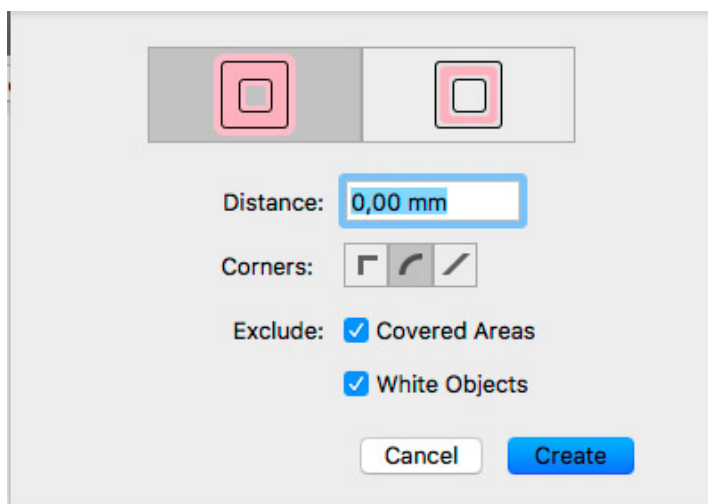 Distance: 0,00 mm
Corners:
Exclude: Covered Areas
White Objects
Cancel Create